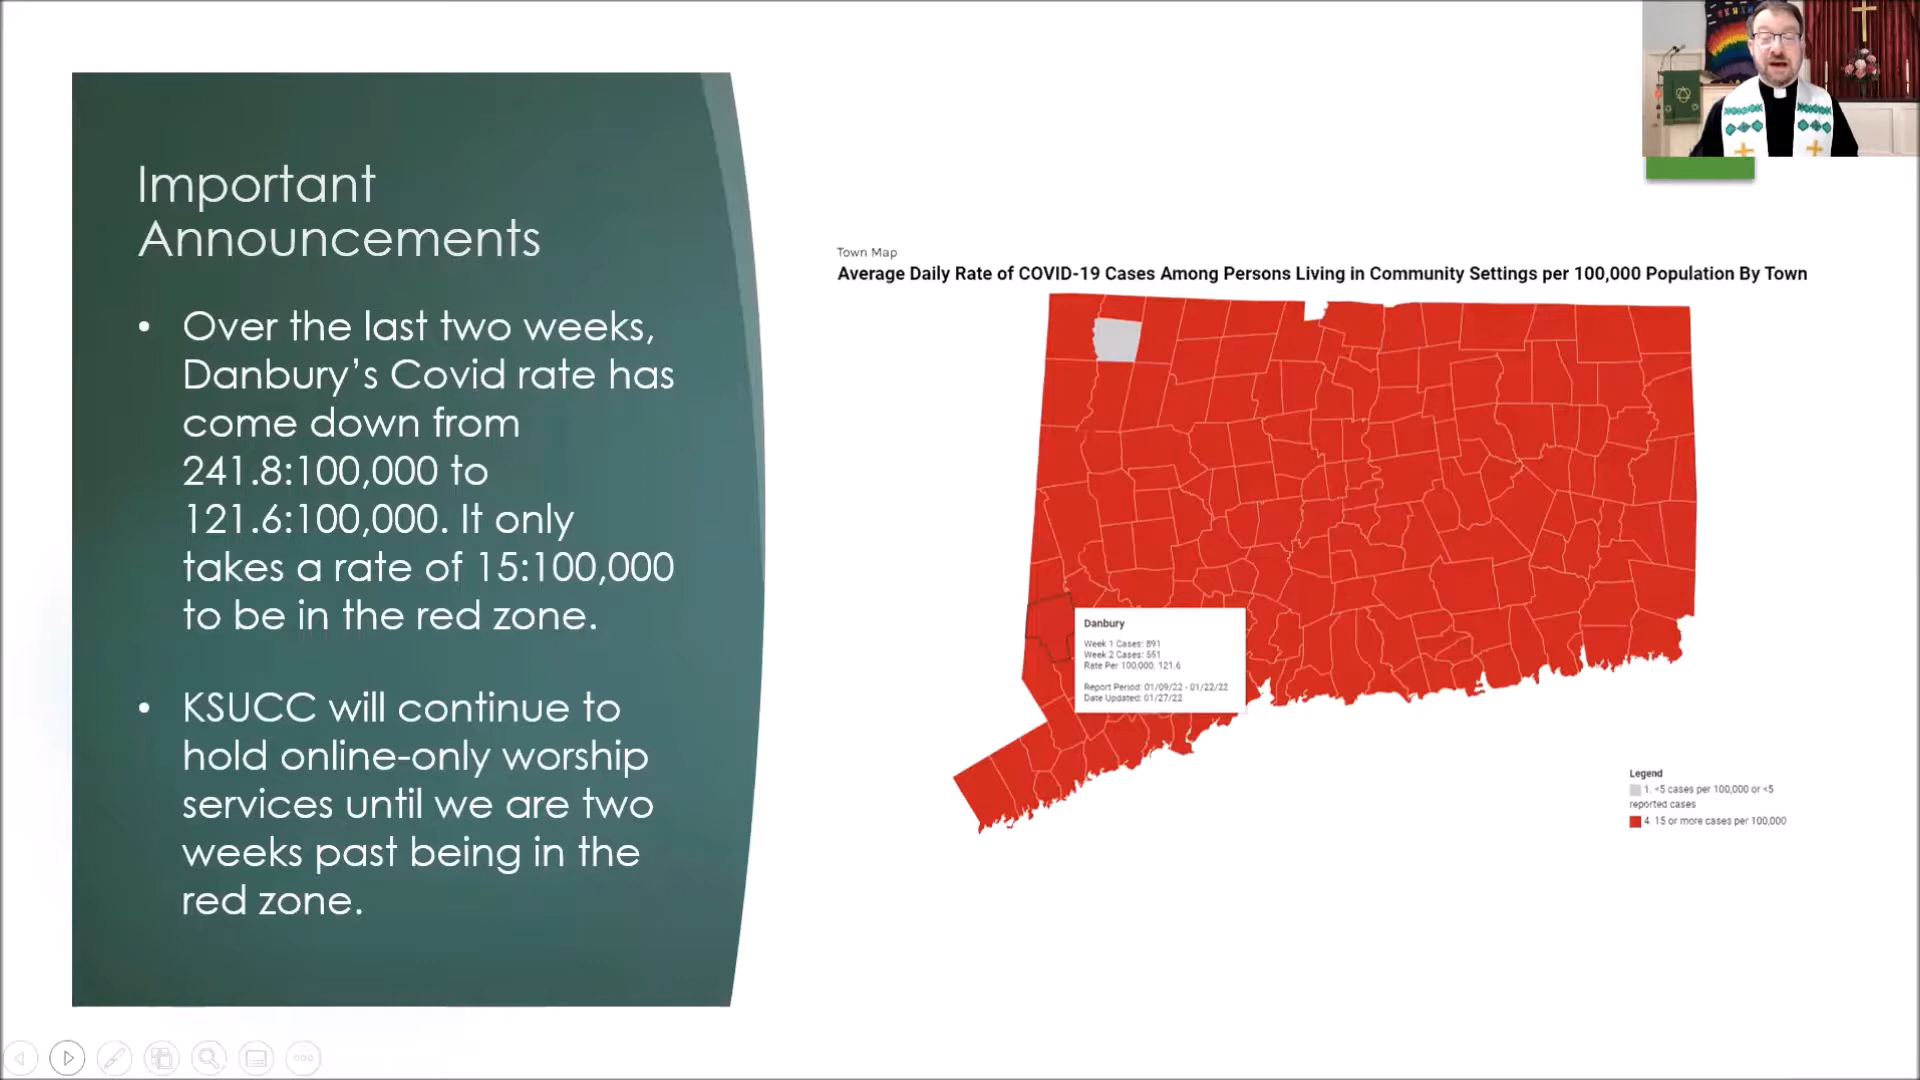 Important
Announcements
• Over the last two weeks,
Danbury’s Covid rate has
come down from
241.8:100,000 to
121.6:100,000. It only
takes a rate of 15:100,000
to be in the red zone.
• KSUCC will continue to
hold online-only worship
services until we are two
weeks past being in the
red zone.
Town Map
Average Daily Rate of COVID-19 Cases Among Persons Living in Community Settings per 100,000 Population By Town
Danbury
Week 1 Cases: 891
Week 2 Cases: 551
Rate Per 100,000: 121.6
Report Period: 01/09/22 - 01/22/22
Date Updated: 01/27/22
Legend
1. <5 cases per 100,000 or <5
reported cases
4. 15 or more cases per 100,000